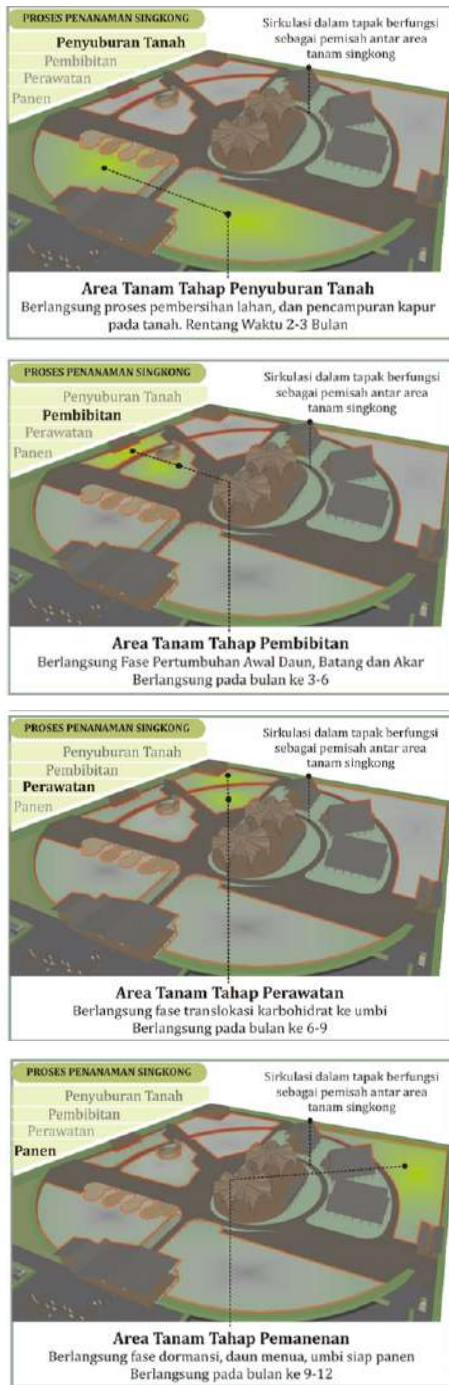 PROSES PENANAMAN SINGKONG
Penyuburan Tanah
Pembibitan
Perawatan
Panen
Sirkulasi dalam tapak berfungsi
sebagai pemisah antar area
tanam singkong
Area Tanam Tahap Penyuburan Tanah
Berlangsung proses pembersihan lahan, dan pencampuran kapur
pada tanah. Rentang Waktu 2-3 Bulan
PROSES PENANAMAN SINGKONG
Penyuburan Tanah
Pembibitan
Perawatan
Panen
Sirkulasi dalam tapak berfungsi
sebagai pemisah antar area
tanam singkong
Area Tanam Tahap Pembibitan
Berlangsung Fase Pertumbuhan Awal Daun, Batang dan Akar
Berlangsung pada bulan ke 3-6
PROSES PENANAMAN SINGKONG
Penyuburan Tanah
Pembibitan
Perawatan
Panen
Sirkulasi dalam tapak berfungsi
sebagai pemisah antar area
tanam singkong
Area Tanam Tahap Perawatan
Berlangsung fase translokasi karbohidrat ke umbi
Berlangsung pada bulan ke 6-9
PROSES PENANAMAN SINGKONG
Penyuburan Tanah
Pembibitan
Perawatan
Panen
Sirkulasi dalam tapak berfungsi
sebagai pemisah antar area
tanam singkong
Area Tanam Tahap Pemanenan
Berlangsung fase dormansi, daun menua, umbi siap panen
Berlangsung pada bulan ke 9-12